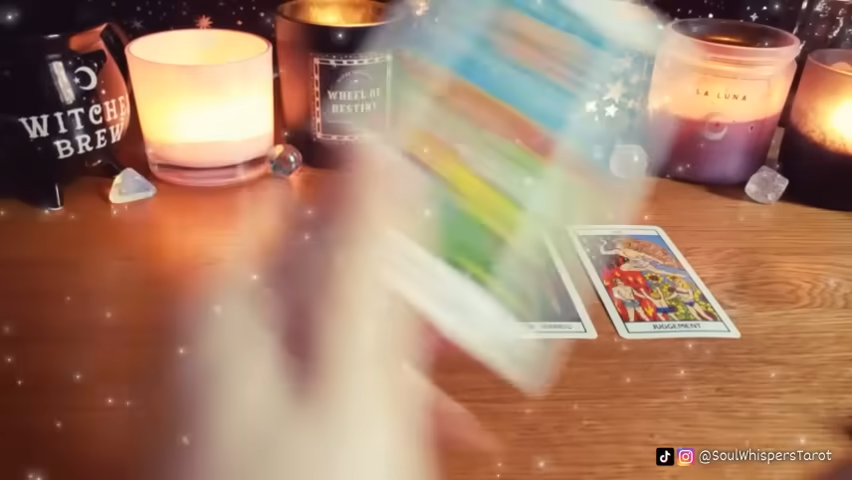 WITCHES
BREW
WHEEL OF
DESTINY
LA LUNA
JUDGEMENT
@SoulWhispersTarot